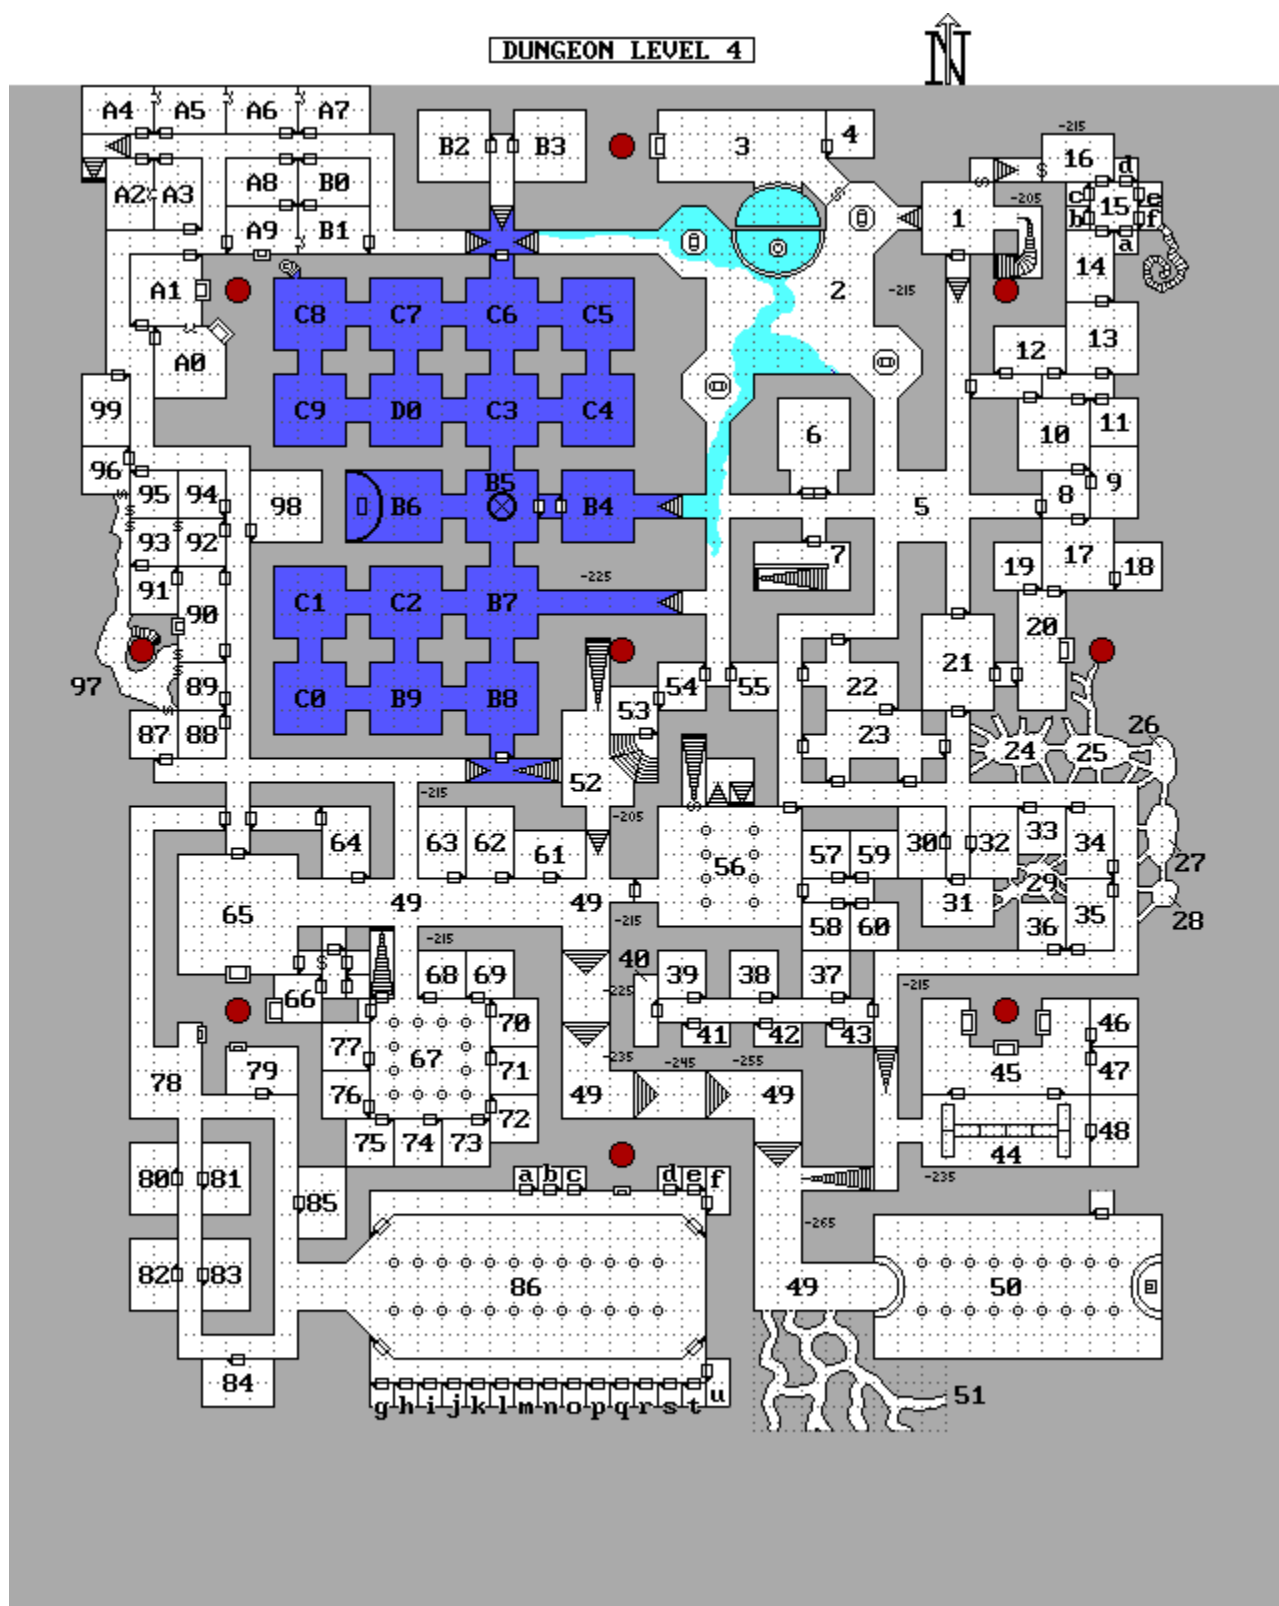 DUNGEON LEVEL 4
N
A4 A5 A6 A7
B2 B3 3 4
-215
16 d
A2 A3 A8 B0
c e
-205
15
b f
A9 B1 1
a
14
A1 2 -215
C8 C7 C6 C5
13
12
A0
99 C9 D0 C3 C4
6 10 11
96 95 94 98 B6 B5 B4 5 8 9
93 92 7 17
19 18
91 -225
90 C1 C2 B7
20
21
97 89 C0 B9 B8 54 55 22
53
87 88 23 24 25 26
52
-215
-205
64 63 62 61 56 57 59 30 32 33 34 27
29
65 49 49 31 28
-215
58 60 36 35
-215
40
66 68 69 39 38 37
-225 -215
70 41 42 43 46
77 67
-235 -245 -255
78 79 71 45 47
76 49 49
72 48
75 74 73 44
80 81 a b c d e f
-235
85
-265
82 83 86 49 50
84 u 51
g h i j k l m n o p q r s t